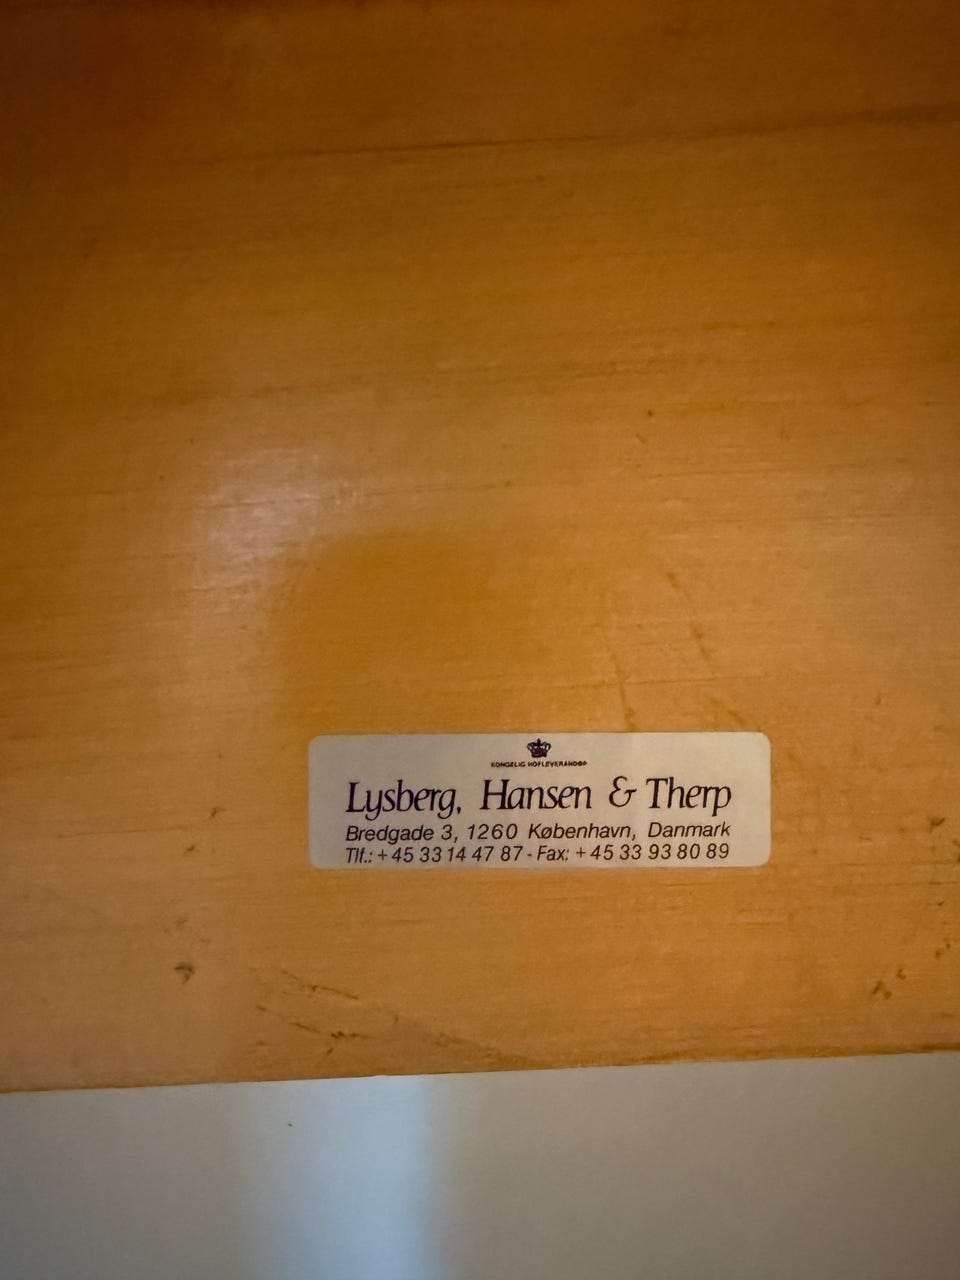 KONGELIG HOFLEVERANDØR
Lysberg, Hansen & Therp
Bredgade 3, 1260 København, Danmark
Tlf.: + 45 33 14 47 87 - Fax: + 45 33 93 80 89